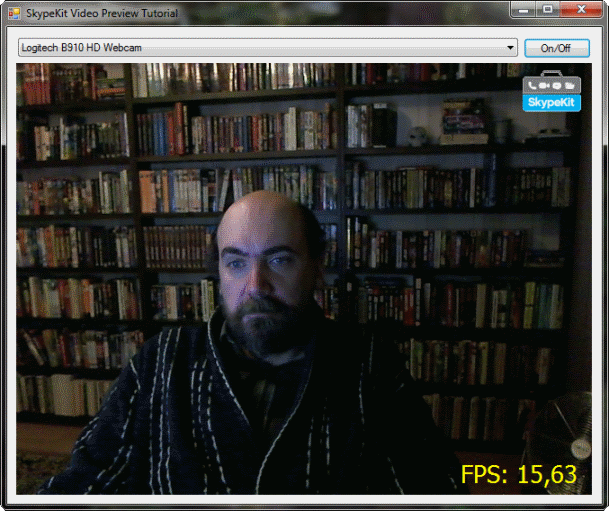 SkypeKit Video Preview Tutorial
Logitech B910 HD Webcam
On/Off
SkypeKit
FPS: 15,63